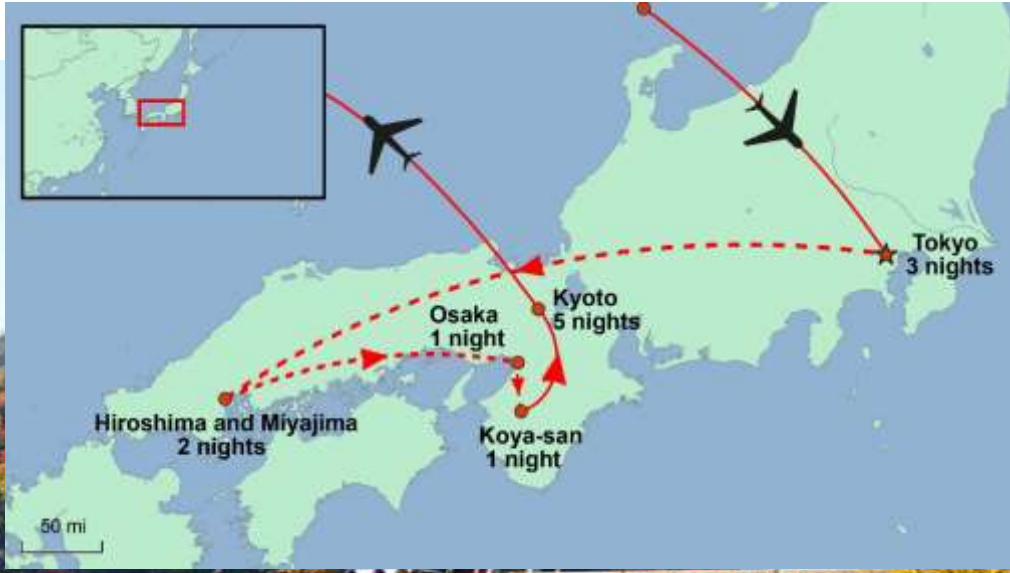 Tokyo
3 nights
Kyoto
5 nights
Osaka
1 night
Hiroshima and Miyajima
2 nights
Koya-san
1 night
50 mi